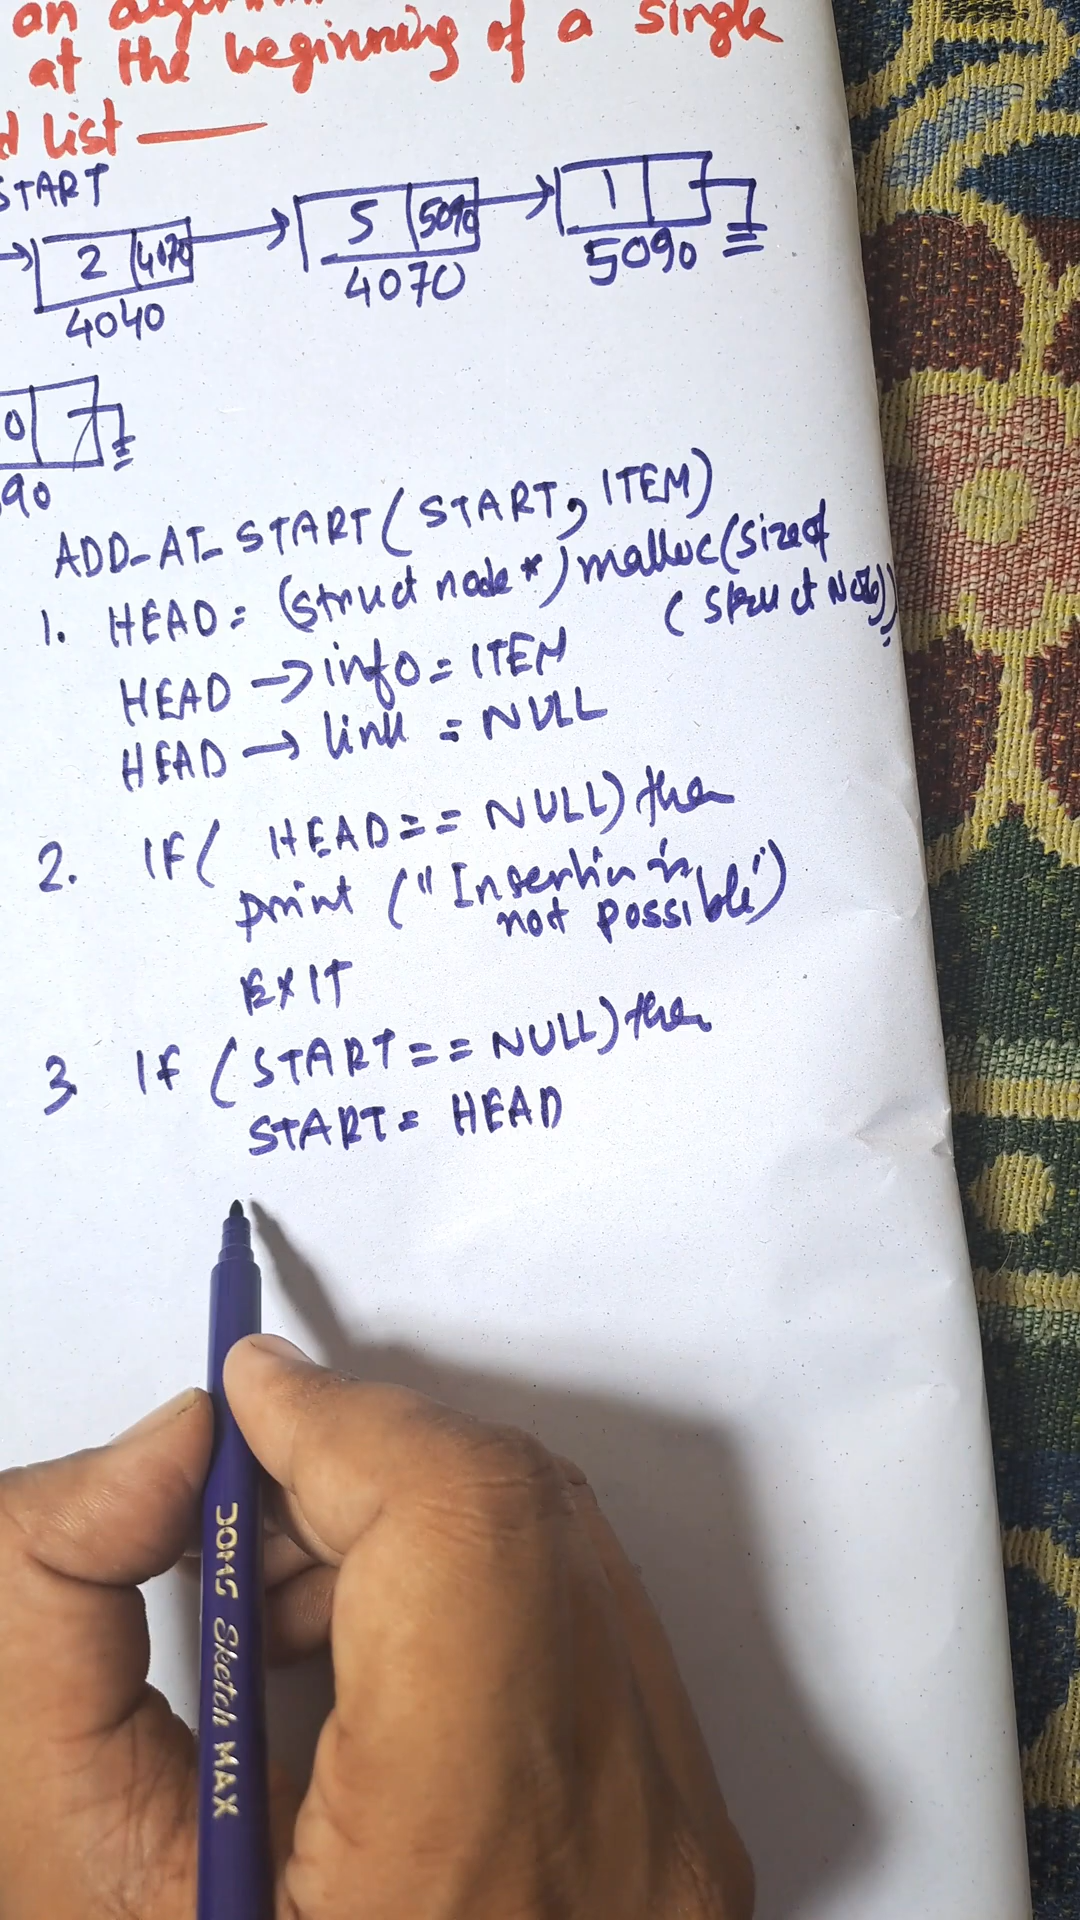 an
at the beginning of a single
d list
START
2 4070
5 5090
1
4040
4070
5090
0
90
ADD-AT-START(START, ITEM)
1. HEAD = (struct node*) malloc(sizeof
(struct Node));
HEAD → info = ITEM
HEAD → link = NULL
2. IF( HEAD == NULL) then
print ("Insertion is
not possible")
EXIT
3 If (START == NULL) then
START = HEAD
DOMS Sketch MAX